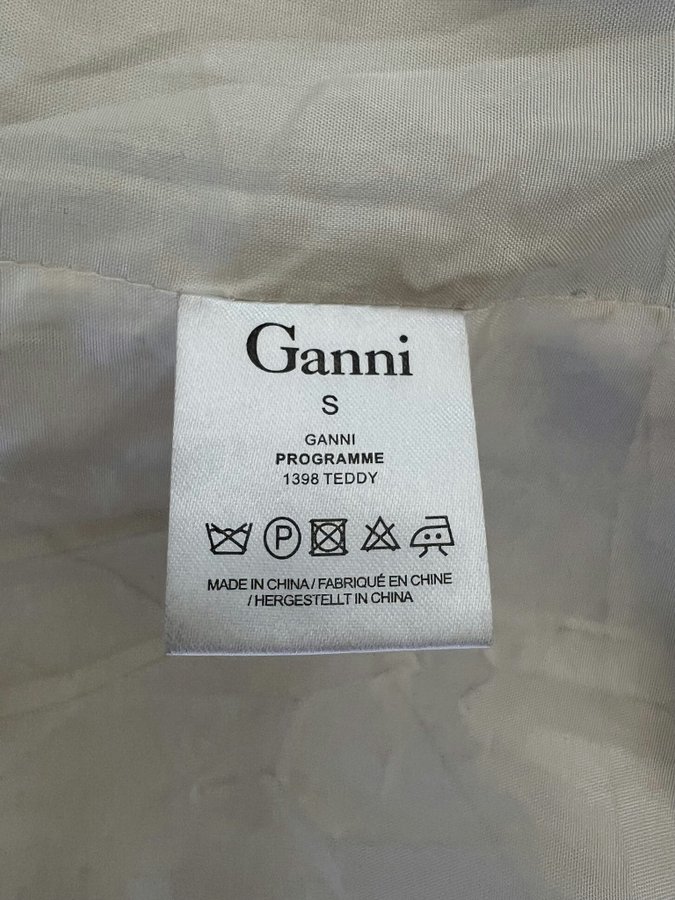 Ganni
S
GANNI
PROGRAMME
1398 TEDDY
P
MADE IN CHINA / FABRIQUÉ EN CHINE
/ HERGESTELLT IN CHINA